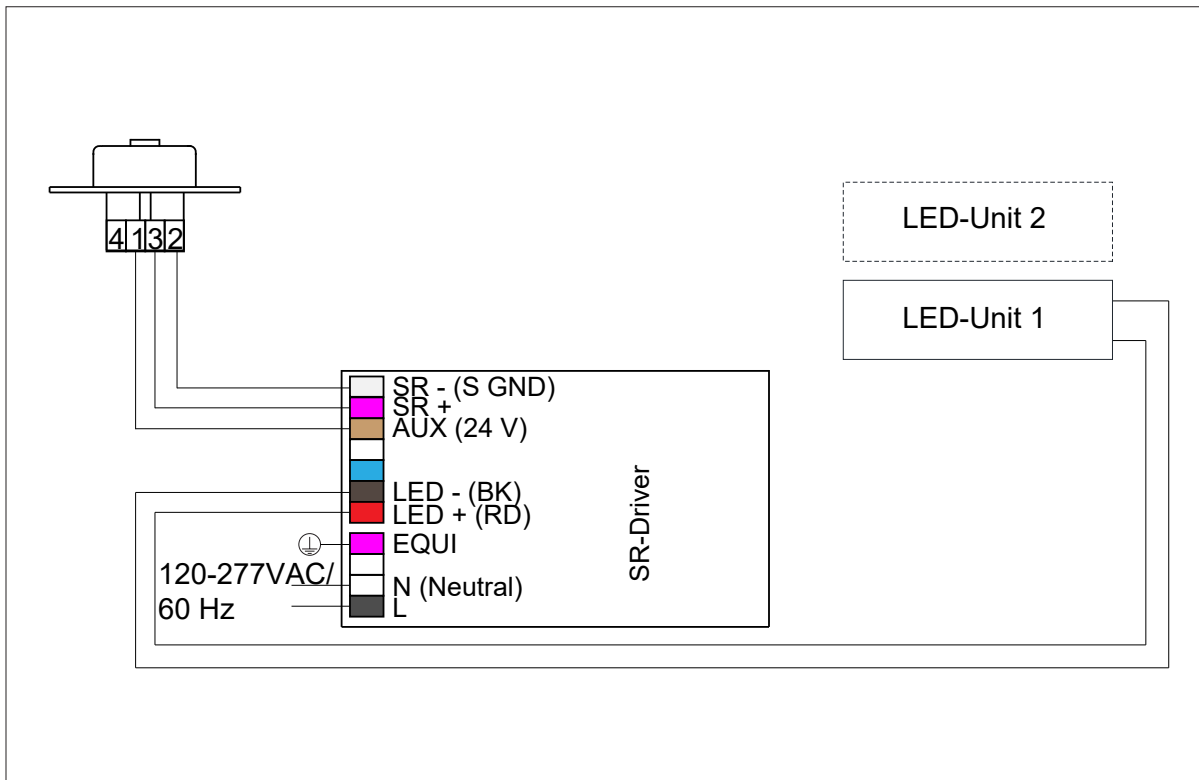 4 1 3 2
LED-Unit 2
LED-Unit 1
SR - (S GND)
SR +
AUX (24 V)
LED - (BK)
LED + (RD)
EQUI
120-277VAC/
60 Hz
N (Neutral)
L
SR-Driver